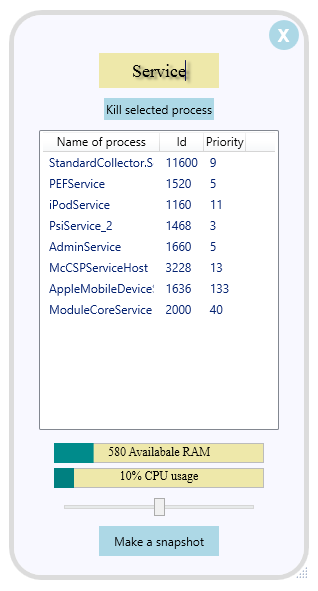 X
Service
Kill selected process
Name of process Id Priority
StandardCollector.S 11600 9
PEFService 1520 5
iPodService 1160 11
PsiService_2 1468 3
AdminService 1660 5
McCSPServiceHost 3228 13
AppleMobileDeviceS 1636 133
ModuleCoreService 2000 40
580 Availabale RAM
10% CPU usage
Make a snapshot